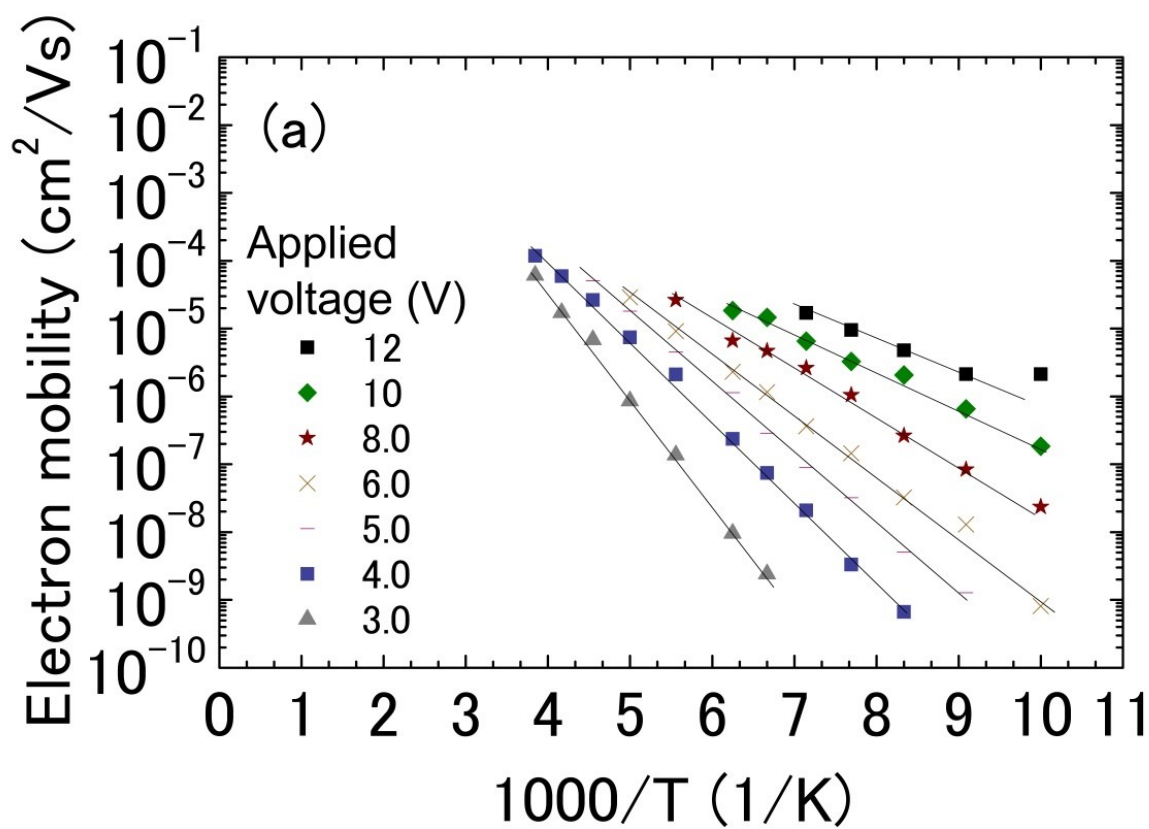 Electron mobility (cm²/Vs)
10⁻¹
10⁻²
10⁻³
10⁻⁴
10⁻⁵
10⁻⁶
10⁻⁷
10⁻⁸
10⁻⁹
10⁻¹⁰
(a)
Applied
voltage (V)
12
10
8.0
6.0
5.0
4.0
3.0
0 1 2 3 4 5 6 7 8 9 10 11
1000/T (1/K)